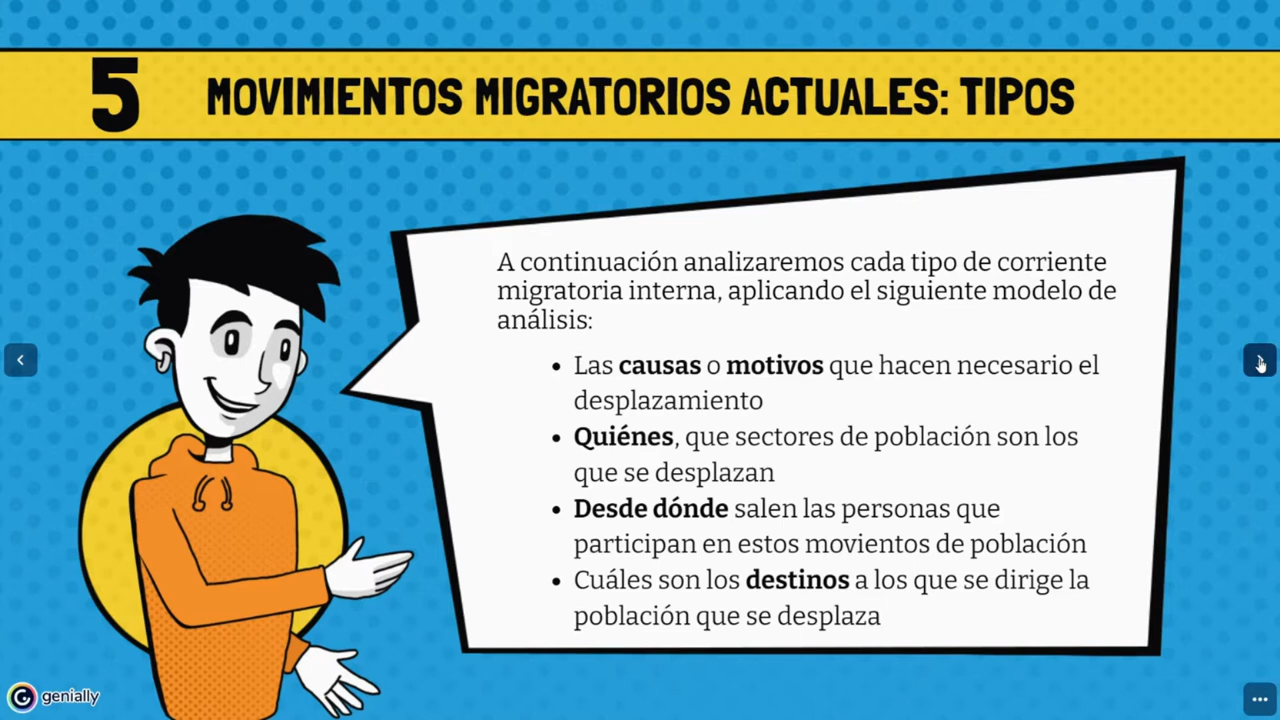 5 MOVIMIENTOS MIGRATORIOS ACTUALES: TIPOS
A continuación analizaremos cada tipo de corriente
migratoria interna, aplicando el siguiente modelo de
análisis:
• Las causas o motivos que hacen necesario el
desplazamiento
• Quiénes, que sectores de población son los
que se desplazan
• Desde dónde salen las personas que
participan en estos movientos de población
• Cuáles son los destinos a los que se dirige la
población que se desplaza
genially